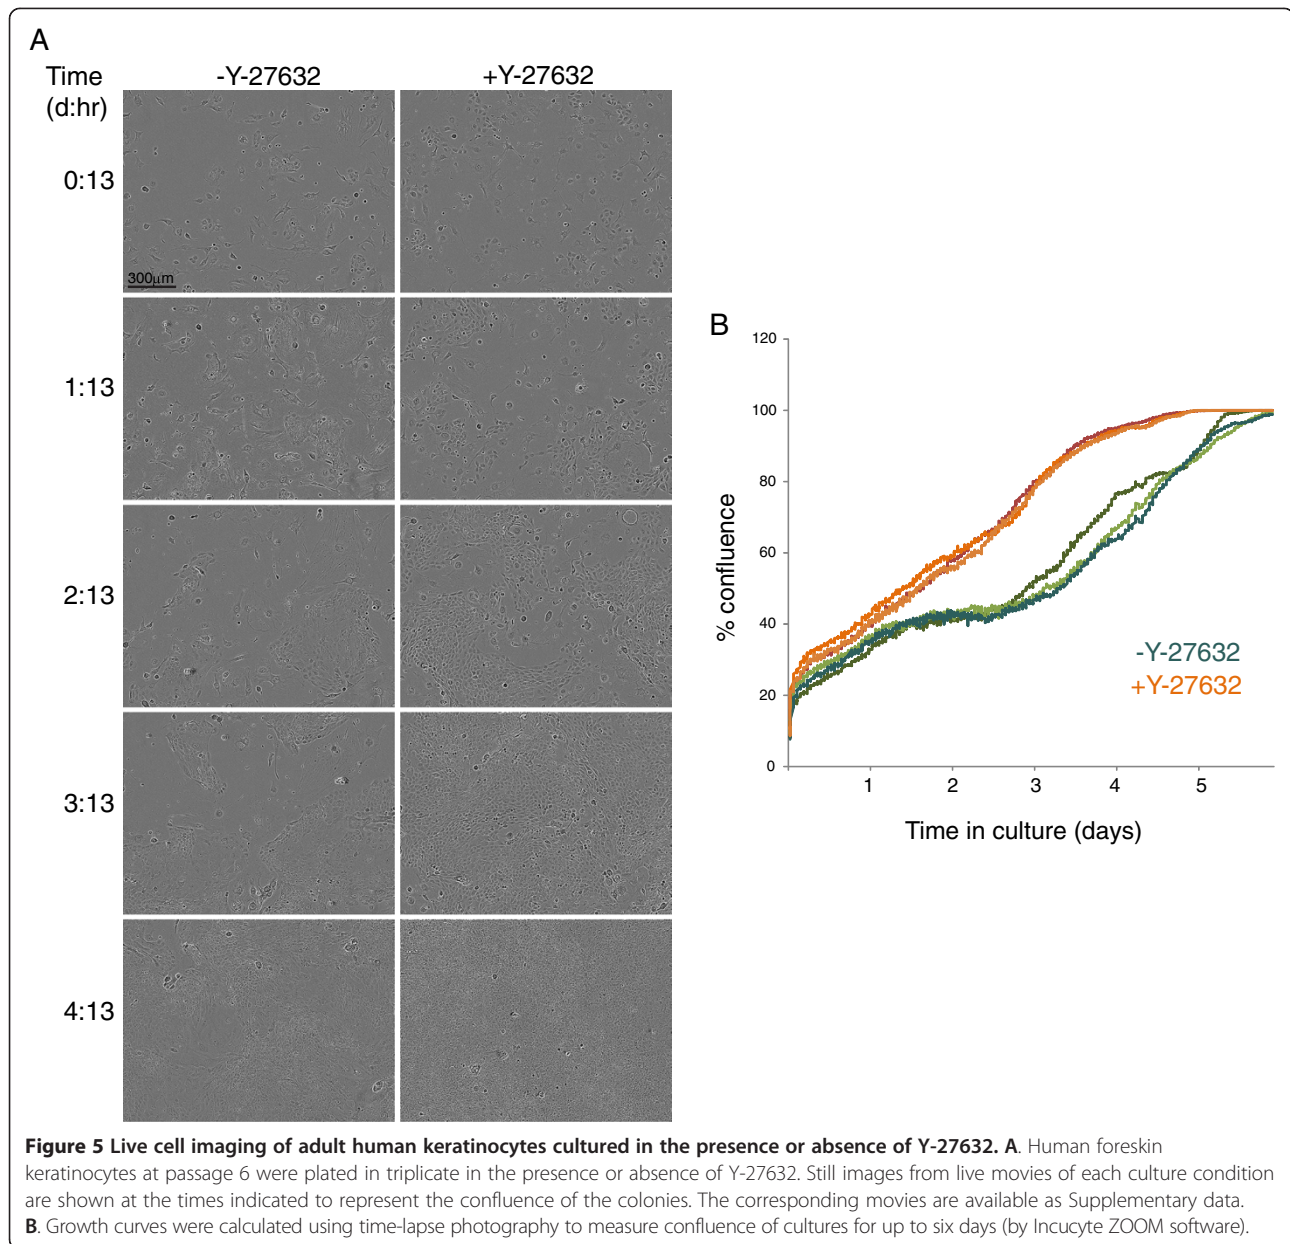 A
Time
(d:hr)
-Y-27632
+Y-27632
0:13
300μm
1:13
2:13
3:13
4:13
B
120
100
80
60
40
20
0
% confluence
-Y-27632
+Y-27632
1 2 3 4 5
Time in culture (days)
Figure 5 Live cell imaging of adult human keratinocytes cultured in the presence or absence of Y-27632. A. Human foreskin
keratinocytes at passage 6 were plated in triplicate in the presence or absence of Y-27632. Still images from live movies of each culture condition
are shown at the times indicated to represent the confluence of the colonies. The corresponding movies are available as Supplementary data.
B. Growth curves were calculated using time-lapse photography to measure confluence of cultures for up to six days (by Incucyte ZOOM software).